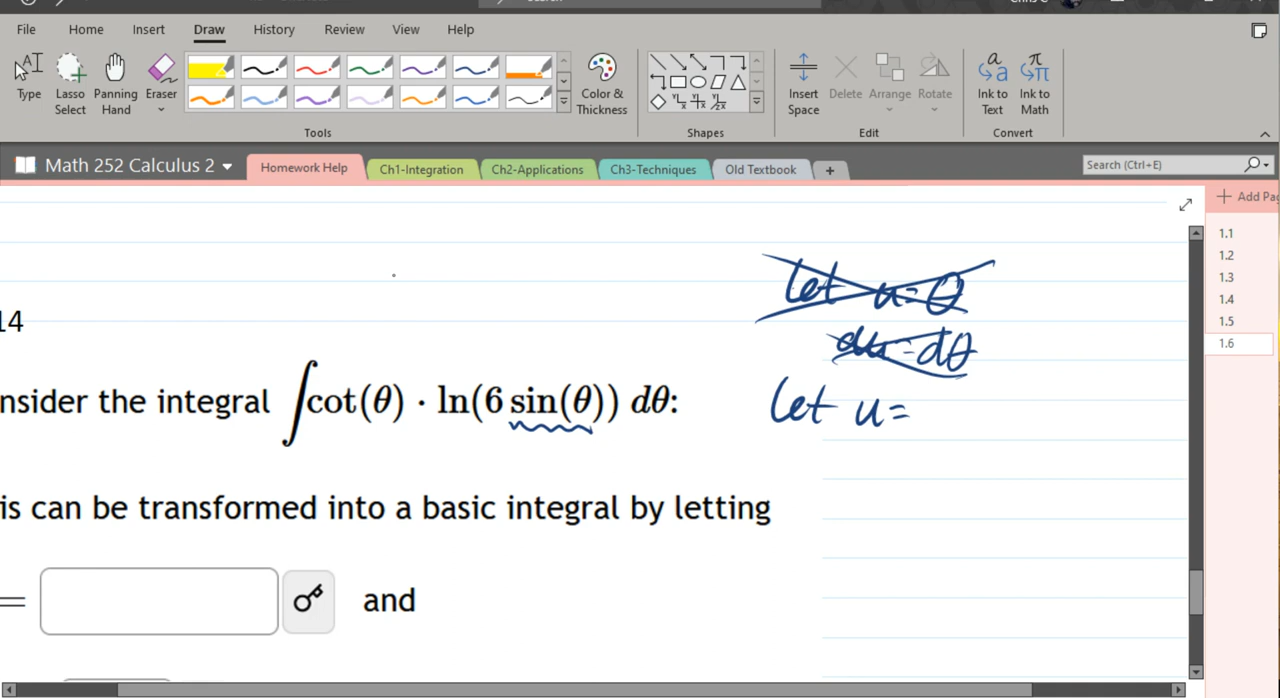 File Home Insert Draw History Review View Help
Type Lasso Select Panning Hand Eraser Color & Thickness Insert Space Delete Arrange Rotate Ink to Text Ink to Math
Tools Shapes Edit Convert
Math 252 Calculus 2 Homework Help Ch1-Integration Ch2-Applications Ch3-Techniques Old Textbook + Search (Ctrl+E)
+ Add Pag
1.1
1.2
1.3
1.4
1.5
1.6
let u=θ
du=dθ
14
nsider the integral ∫cot(θ) · ln(6 sin(θ)) dθ:
let u=
is can be transformed into a basic integral by letting
= and